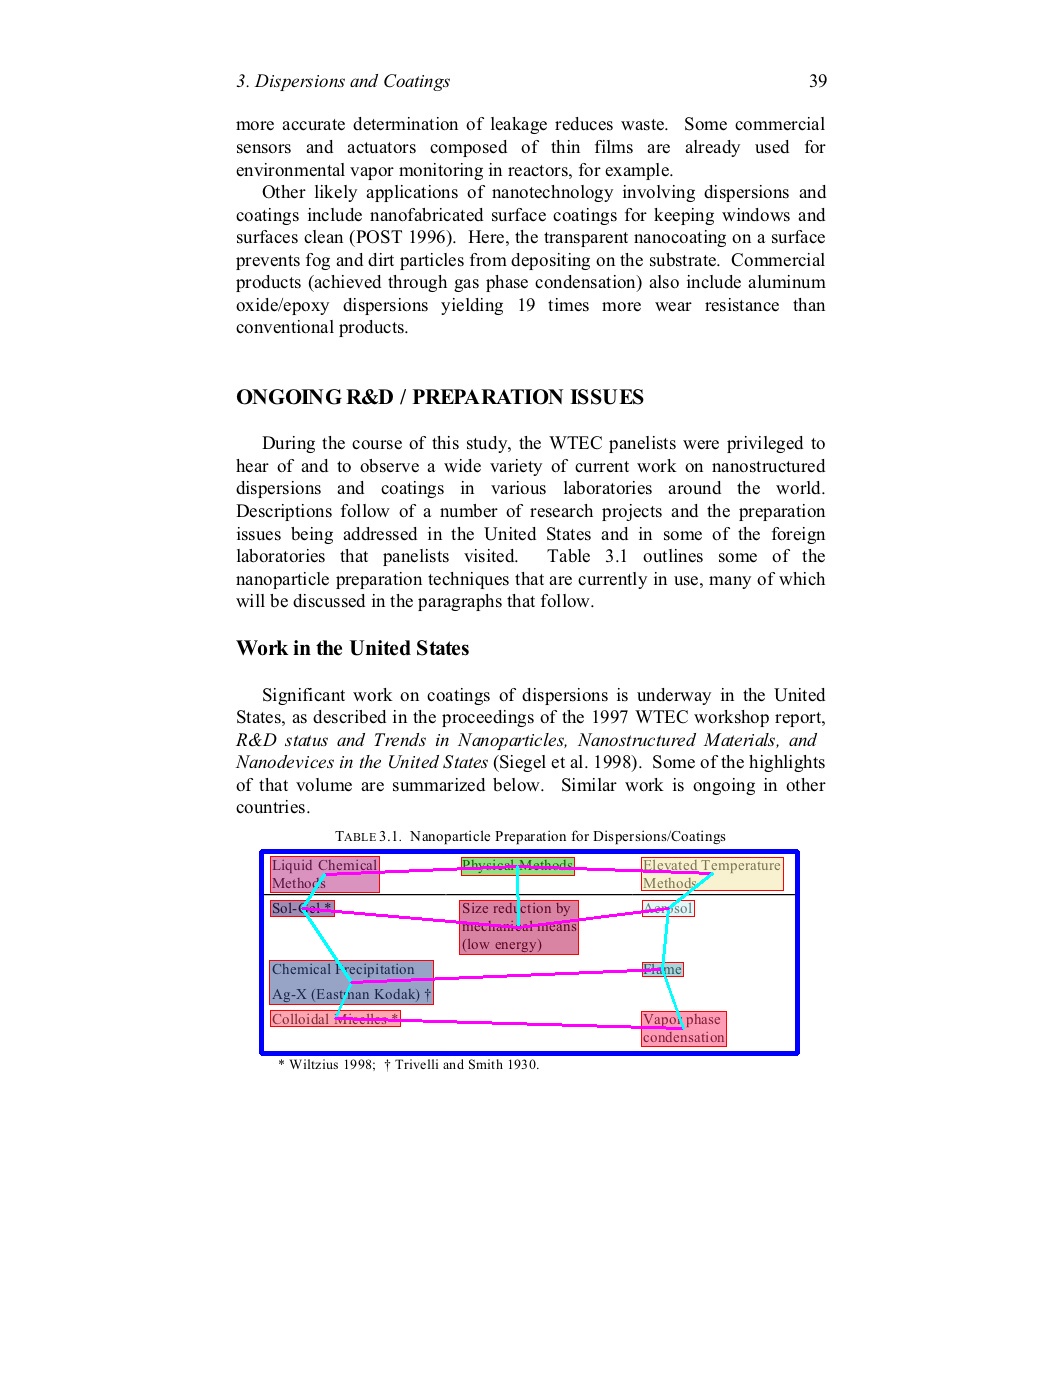 3. Dispersions and Coatings 39
more accurate determination of leakage reduces waste. Some commercial
sensors and actuators composed of thin films are already used for
environmental vapor monitoring in reactors, for example.
Other likely applications of nanotechnology involving dispersions and
coatings include nanofabricated surface coatings for keeping windows and
surfaces clean (POST 1996). Here, the transparent nanocoating on a surface
prevents fog and dirt particles from depositing on the substrate. Commercial
products (achieved through gas phase condensation) also include aluminum
oxide/epoxy dispersions yielding 19 times more wear resistance than
conventional products.
ONGOING R&D / PREPARATION ISSUES
During the course of this study, the WTEC panelists were privileged to
hear of and to observe a wide variety of current work on nanostructured
dispersions and coatings in various laboratories around the world.
Descriptions follow of a number of research projects and the preparation
issues being addressed in the United States and in some of the foreign
laboratories that panelists visited. Table 3.1 outlines some of the
nanoparticle preparation techniques that are currently in use, many of which
will be discussed in the paragraphs that follow.
Work in the United States
Significant work on coatings of dispersions is underway in the United
States, as described in the proceedings of the 1997 WTEC workshop report,
R&D status and Trends in Nanoparticles, Nanostructured Materials, and
Nanodevices in the United States (Siegel et al. 1998). Some of the highlights
of that volume are summarized below. Similar work is ongoing in other
countries.
TABLE 3.1. Nanoparticle Preparation for Dispersions/Coatings
Liquid Chemical Methods
Physical Methods
Elevated Temperature Methods
Sol-Gel *
Size reduction by
mechanical means
(low energy)
Aerosol
Chemical Precipitation
Flame
Ag-X (Eastman Kodak) †
Colloidal Micelles *
Vapor phase
condensation
* Wiltzius 1998; † Trivelli and Smith 1930.